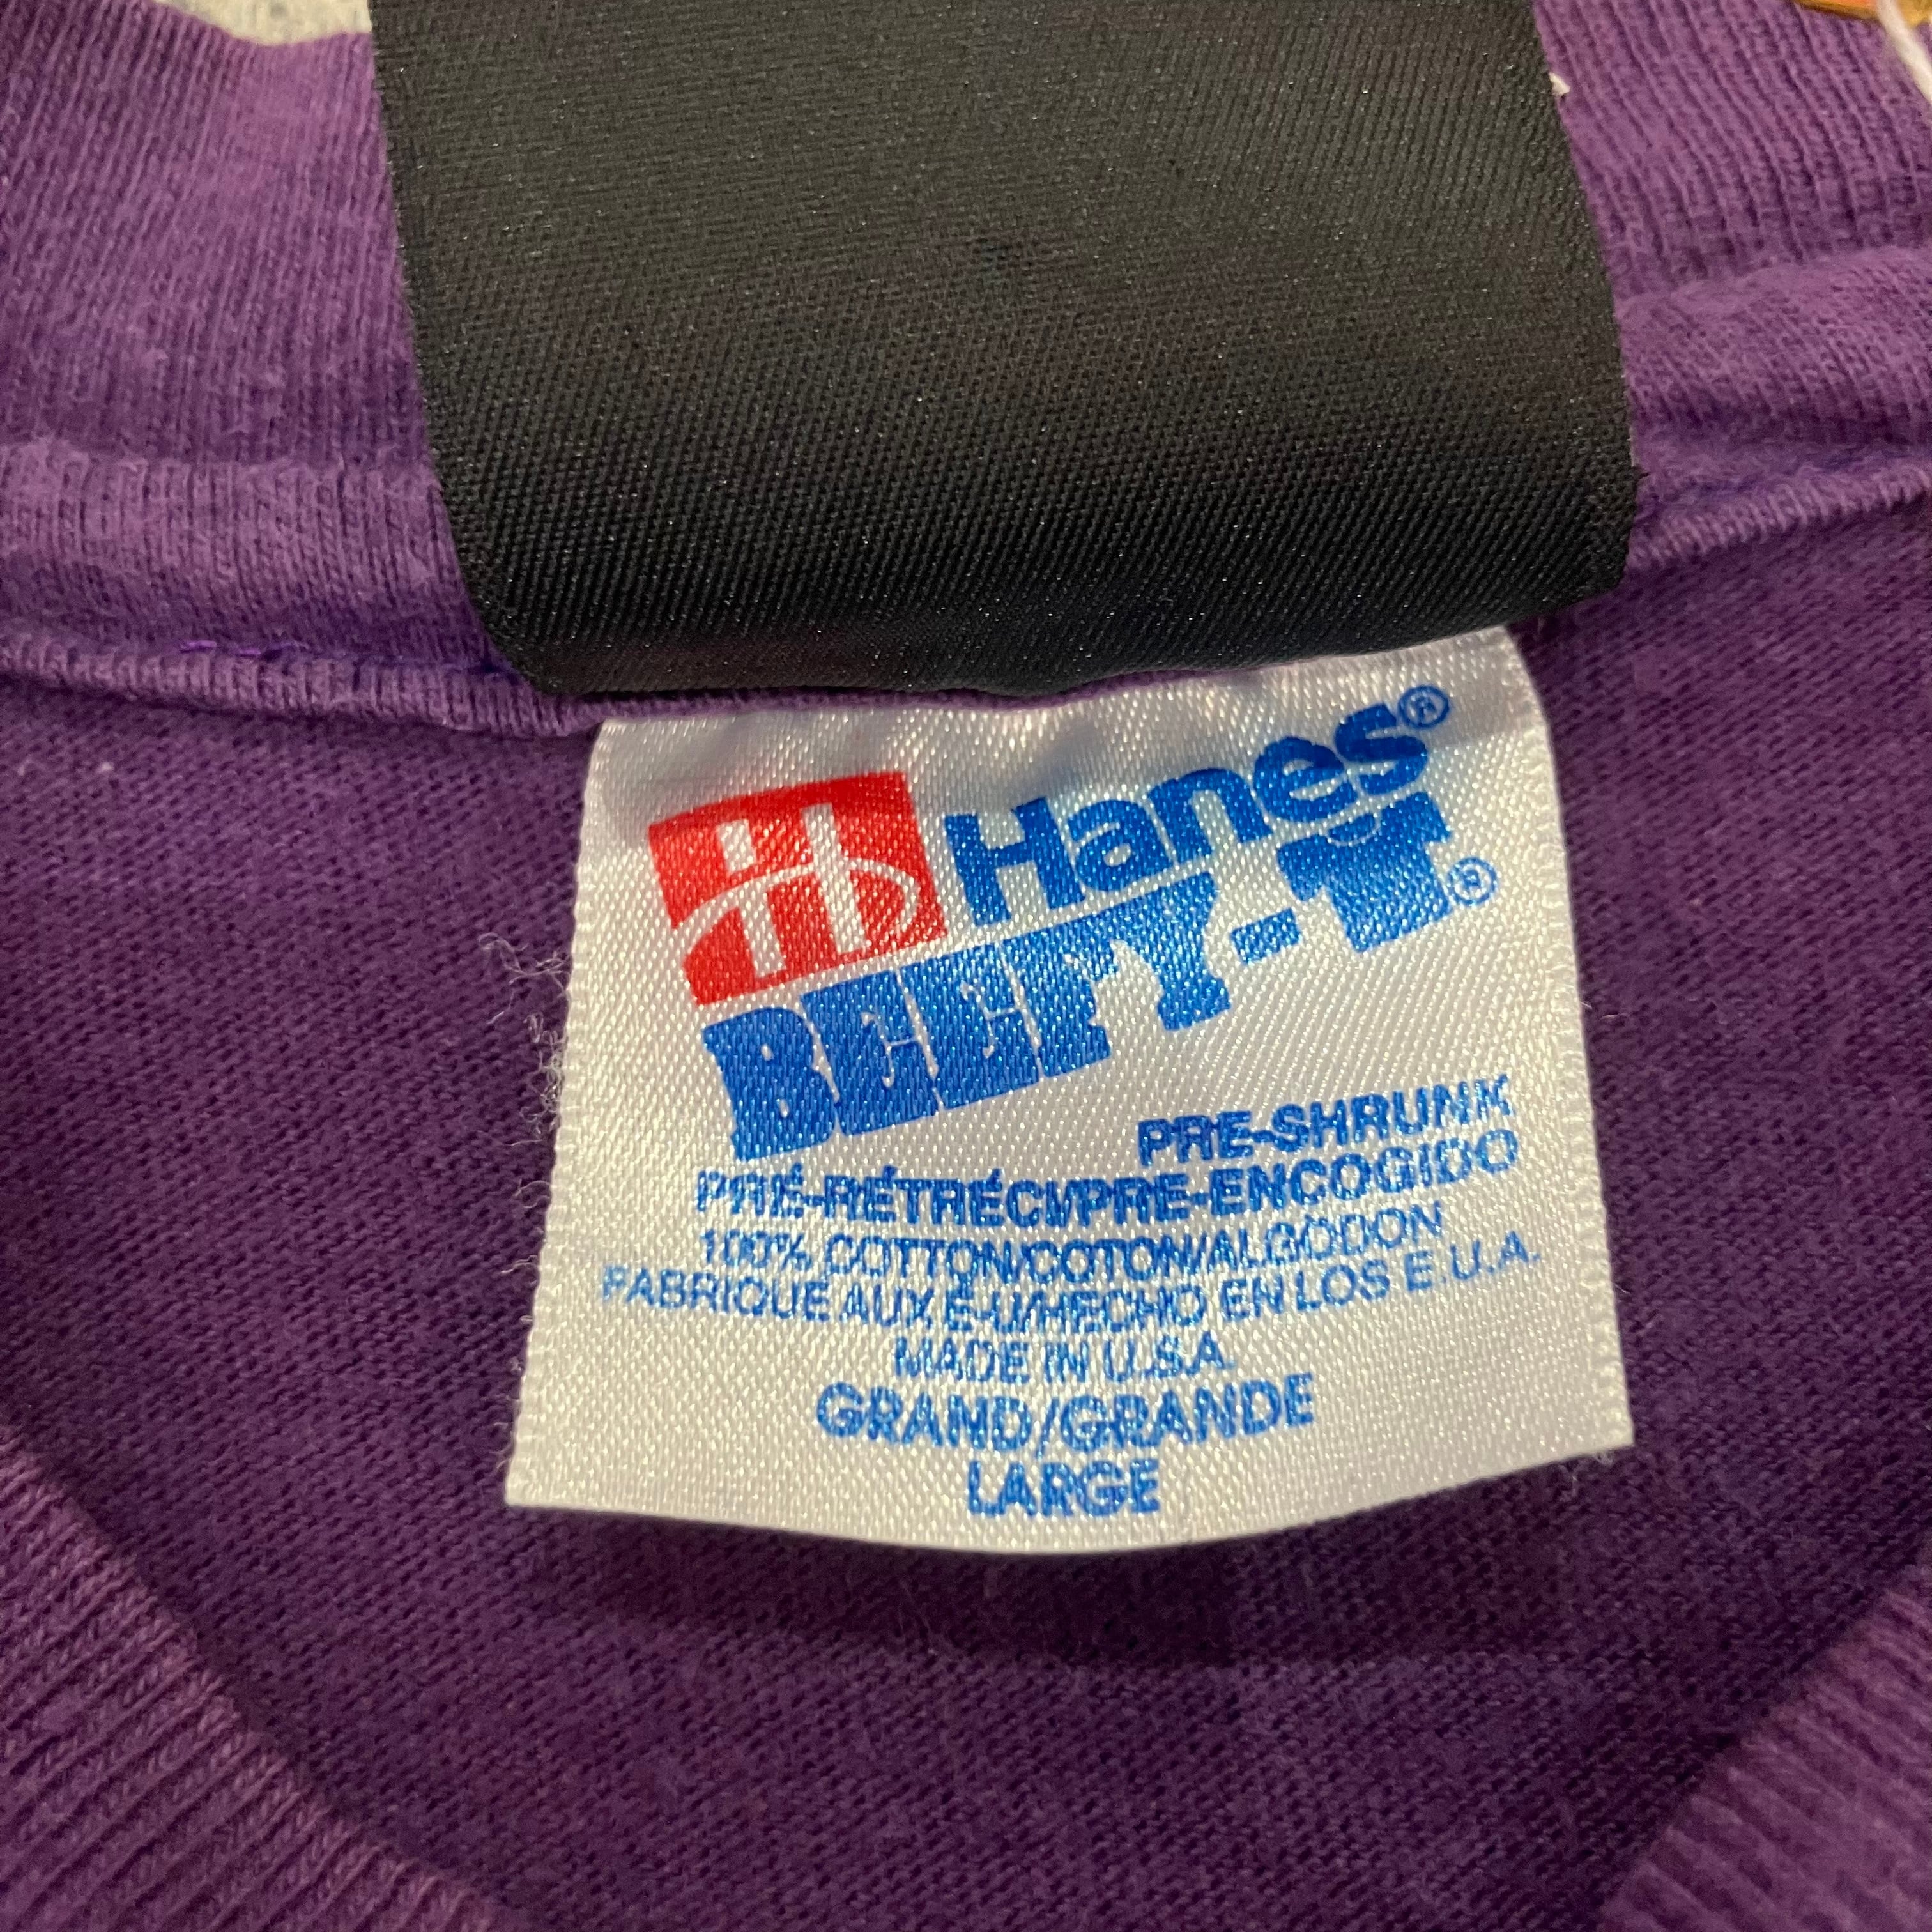 Hanes®
BEEFY-T®
PRE-SHRUNK
PRÉ-RÉTRÉCI/PRE-ENCOGIDO
100% COTTON/COTON/ALGODON
FABRIQUE AUX E-U/HECHO EN LOS E.U.A.
MADE IN U.S.A.
GRAND/GRANDE
LARGE